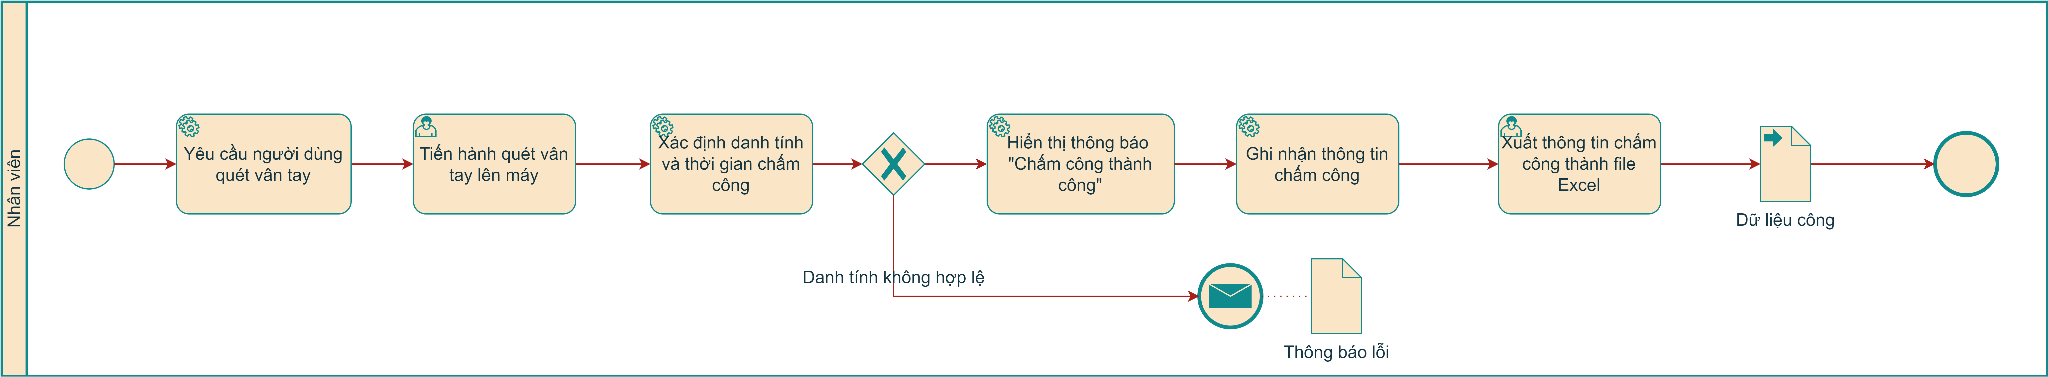 Nhân viên
Yêu cầu người dùng
quét vân tay
Tiến hành quét vân
tay lên máy
Xác định danh tính
và thời gian chấm
công
Hiển thị thông báo
"Chấm công thành
công"
Ghi nhận thông tin
chấm công
Xuất thông tin chấm
công thành file
Excel
Dữ liệu công
Danh tính không hợp lệ
Thông báo lỗi